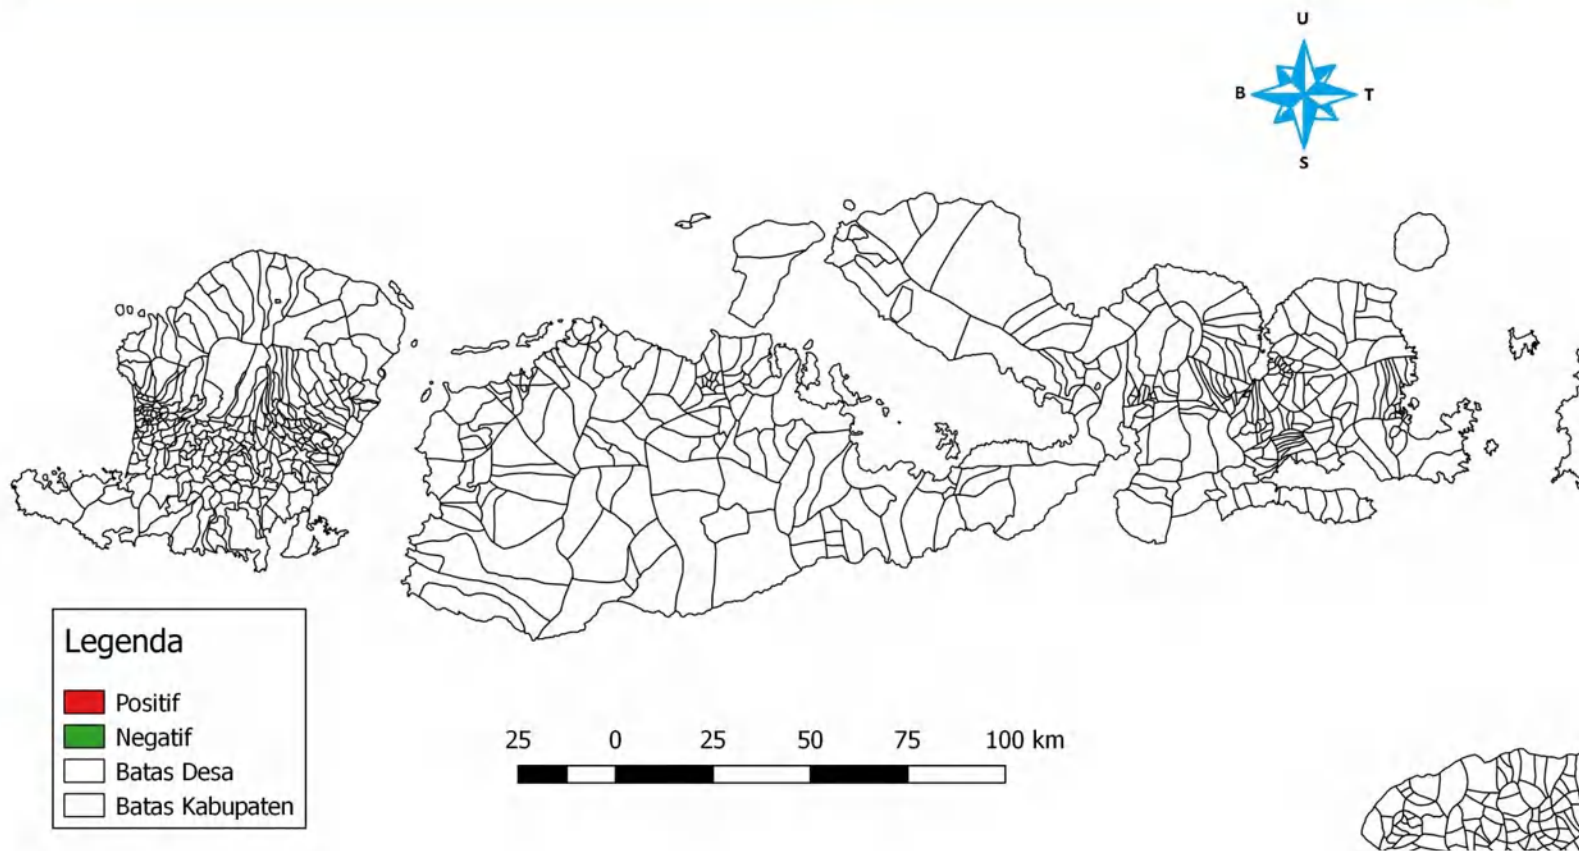 U
B T
S
Legenda
Positif
Negatif
Batas Desa
Batas Kabupaten
25 0 25 50 75 100 km